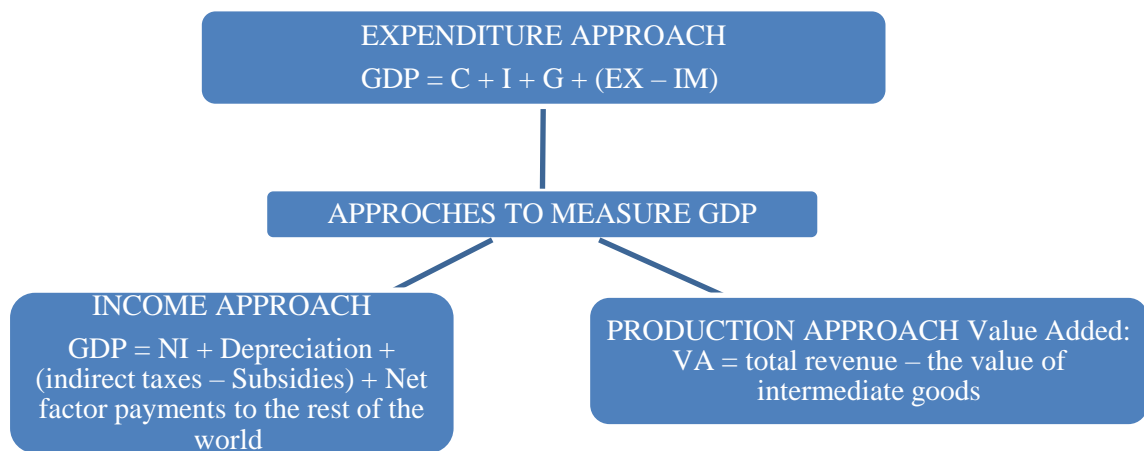 EXPENDITURE APPROACH
GDP = C + I + G + (EX – IM)
APPROCHES TO MEASURE GDP
INCOME APPROACH
GDP = NI + Depreciation +
(indirect taxes – Subsidies) + Net
factor payments to the rest of the
world
PRODUCTION APPROACH Value Added:
VA = total revenue – the value of
intermediate goods